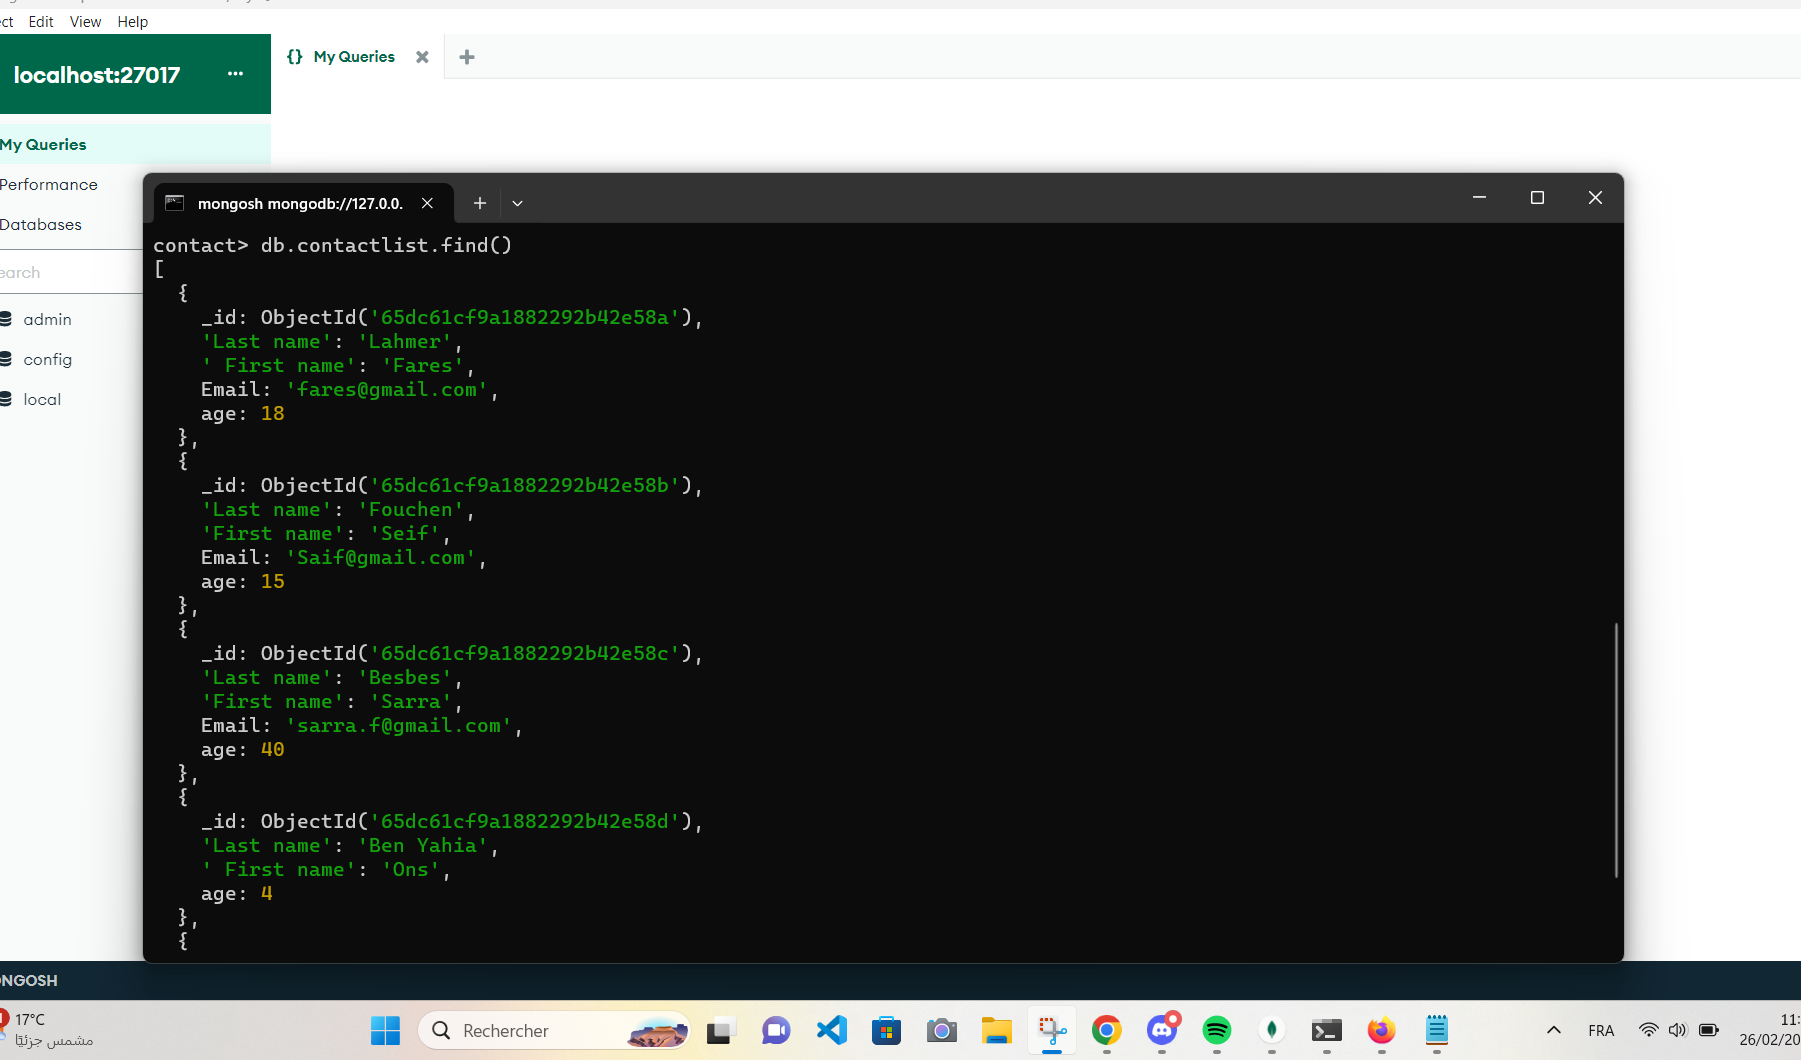 ect Edit View Help
localhost:27017 ...
{} My Queries
My Queries
Performance
Databases
earch
admin
config
local
mongosh mongodb://127.0.0.
contact> db.contactlist.find()
[
{
_id: ObjectId('65dc61cf9a1882292b42e58a'),
'Last name': 'Lahmer',
' First name': 'Fares',
Email: 'fares@gmail.com',
age: 18
},
{
_id: ObjectId('65dc61cf9a1882292b42e58b'),
'Last name': 'Fouchen',
'First name': 'Seif',
Email: 'Saif@gmail.com',
age: 15
},
{
_id: ObjectId('65dc61cf9a1882292b42e58c'),
'Last name': 'Besbes',
'First name': 'Sarra',
Email: 'sarra.f@gmail.com',
age: 40
},
{
_id: ObjectId('65dc61cf9a1882292b42e58d'),
'Last name': 'Ben Yahia',
' First name': 'Ons',
age: 4
},
{
ONGOSH
17°C
مشمس جزئيًا
Rechercher
FRA
11:
26/02/20